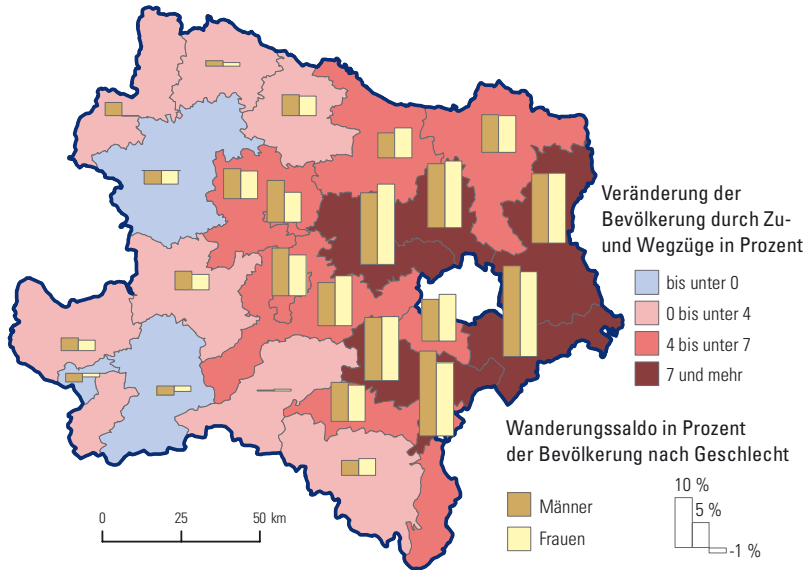 Veränderung der
Bevölkerung durch Zu-
und Wegzüge in Prozent
bis unter 0
0 bis unter 4
4 bis unter 7
7 und mehr
Wanderungssaldo in Prozent
der Bevölkerung nach Geschlecht
Männer
Frauen
10 %
5 %
-1 %
0 25 50 km